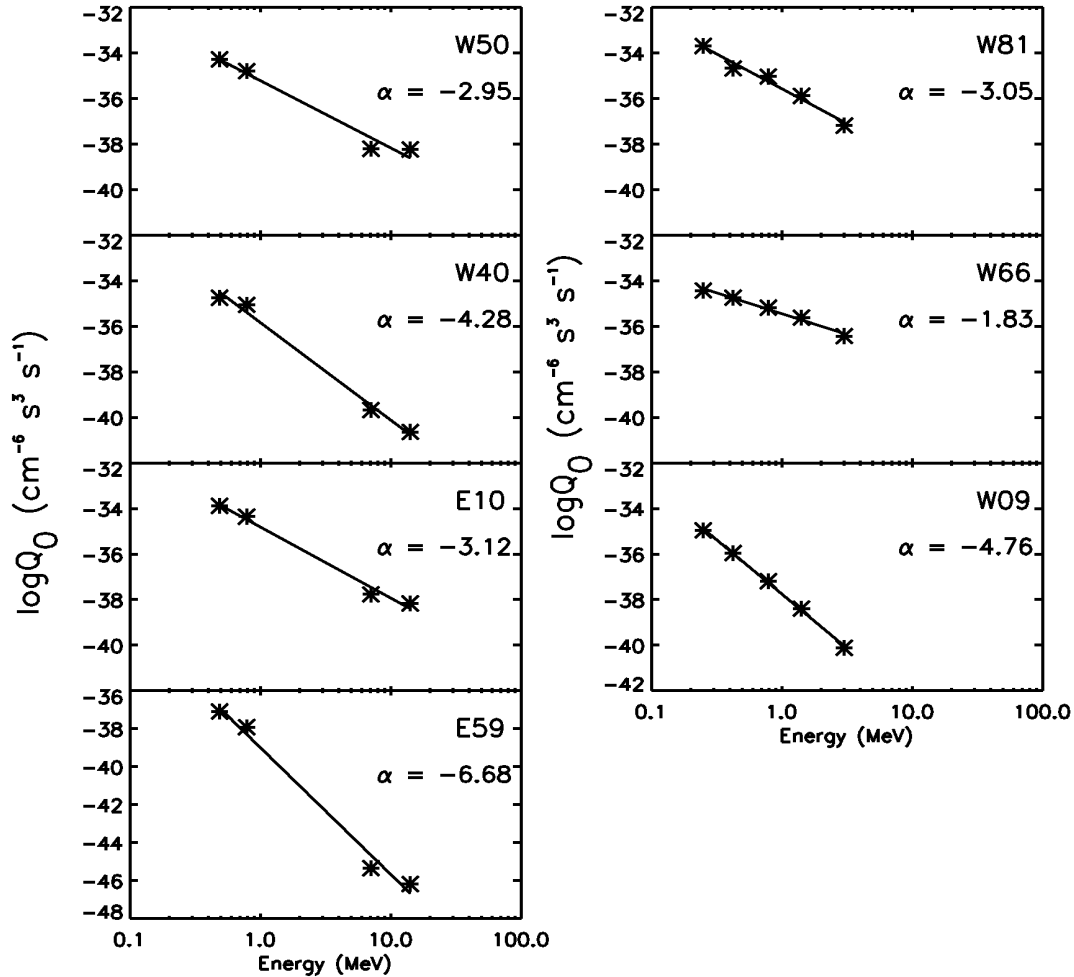 logQ0 (cm−6 s3 s−1)
−32
−34
−36
−38
−40
W50
α = −2.95
−32
−34
−36
−38
−40
W40
α = −4.28
−32
−34
−36
−38
−40
E10
α = −3.12
−36
−38
−40
−42
−44
−46
−48
E59
α = −6.68
0.1 1.0 10.0 100.0
Energy (MeV)
logQ0 (cm−6 s3 s−1)
−32
−34
−36
−38
−40
W81
α = −3.05
−32
−34
−36
−38
−40
W66
α = −1.83
−32
−34
−36
−38
−40
−42
W09
α = −4.76
0.1 1.0 10.0 100.0
Energy (MeV)